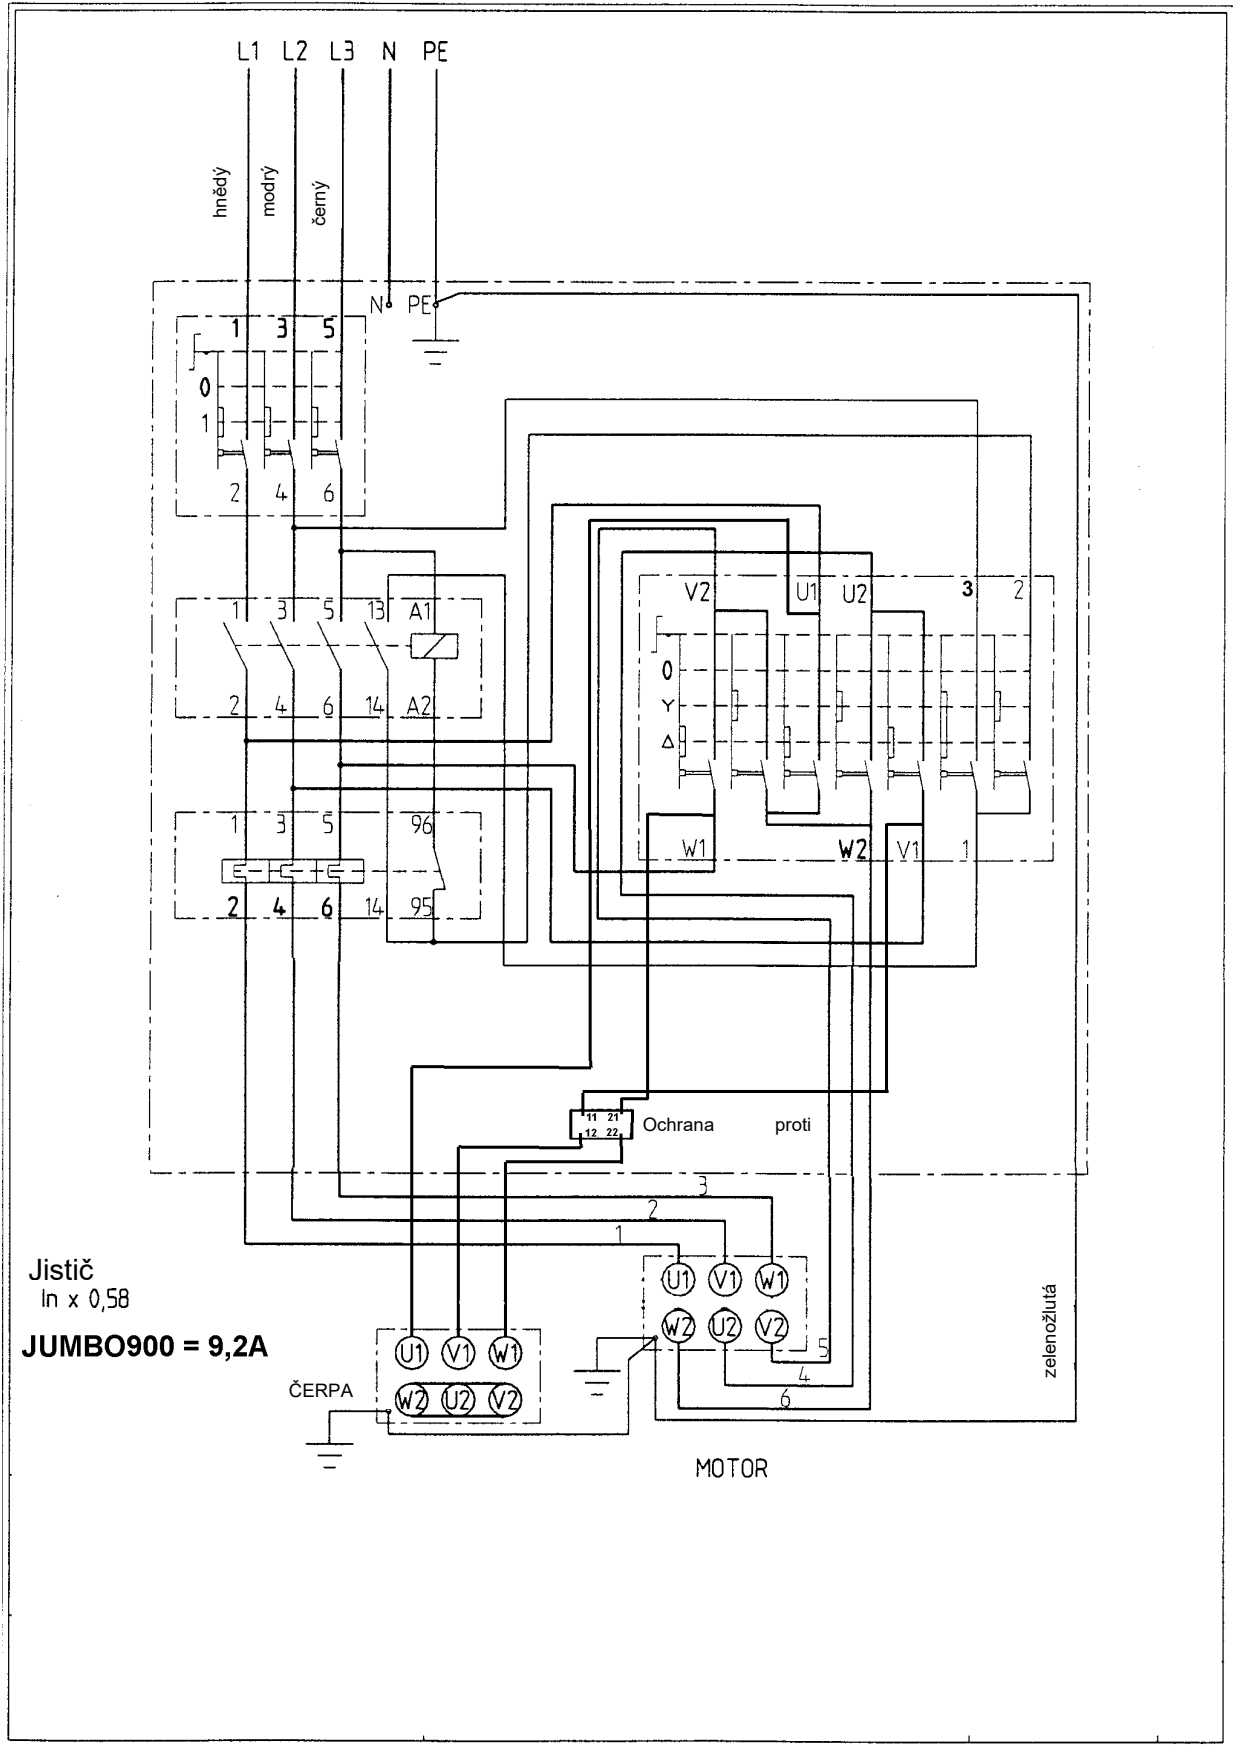 L1 L2 L3 N PE
hnědý
modrý
černý
N PE
1 3 5
0
1
2 4 6
V2 U1 U2 3 2
1 3 5 13 A1
0
Y
Δ
2 4 6 14 A2
1 3 5 96
W1 W2 V1 1
2 4 6 14 95
11 21
12 22
Ochrana proti
3
2
1
Jistič
In x 0,58
JUMBO900 = 9,2A
U1 V1 W1
W2 U2 V2
5
4
6
zelenožlutá
U1 V1 W1
ČERPA
W2 U2 V2
MOTOR